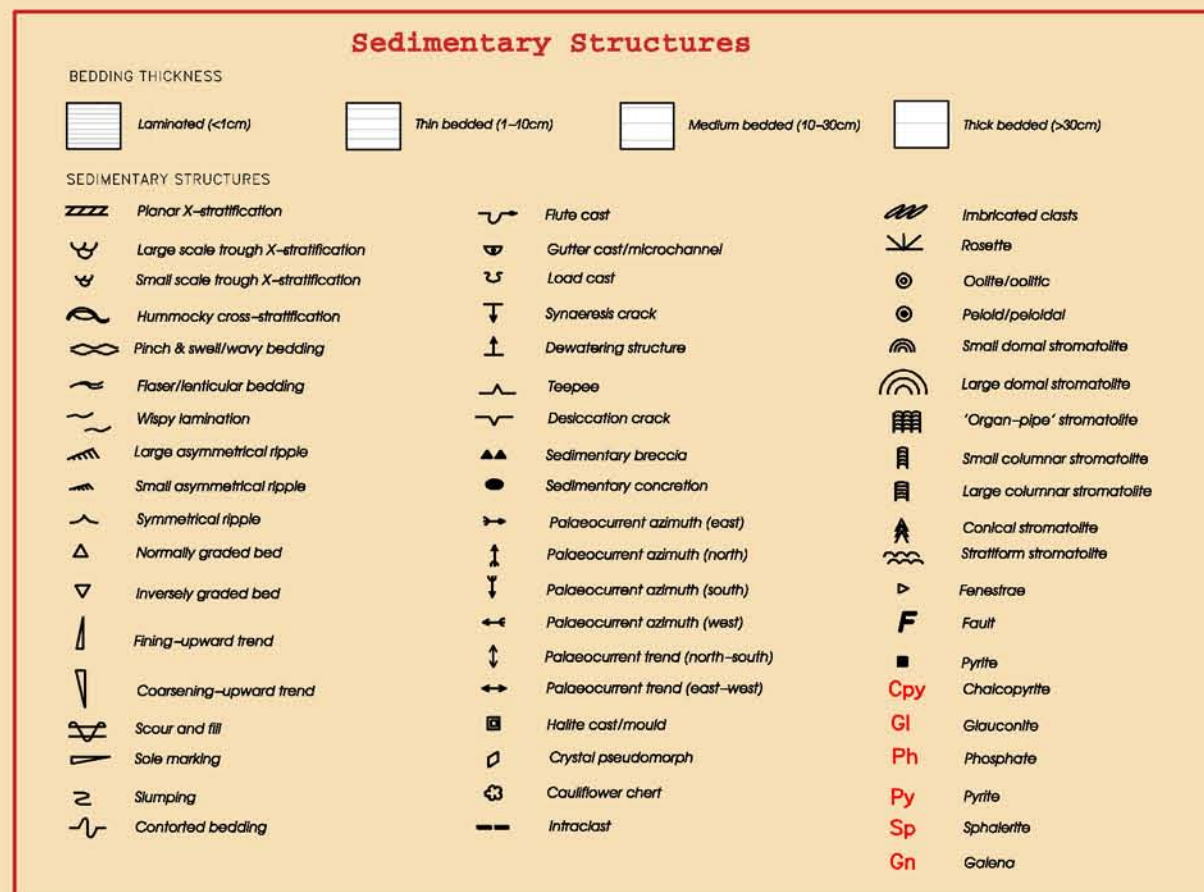 Sedimentary Structures
BEDDING THICKNESS
Laminated (<1cm)
Thin bedded (1-10cm)
Medium bedded (10-30cm)
Thick bedded (>30cm)
SEDIMENTARY STRUCTURES
Planar X-stratification
Large scale trough X-stratification
Small scale trough X-stratification
Hummocky cross-stratification
Pinch & swell/wavy bedding
Flaser/lenticular bedding
Wispy lamination
Large asymmetrical ripple
Small asymmetrical ripple
Symmetrical ripple
Normally graded bed
Inversely graded bed
Fining-upward trend
Coarsening-upward trend
Scour and fill
Sole marking
Slumping
Contorted bedding
Flute cast
Gutter cast/microchannel
Load cast
Synaeresis crack
Dewatering structure
Teepee
Desiccation crack
Sedimentary breccia
Sedimentary concretion
Palaeocurrent azimuth (east)
Palaeocurrent azimuth (north)
Palaeocurrent azimuth (south)
Palaeocurrent azimuth (west)
Palaeocurrent trend (north-south)
Palaeocurrent trend (east-west)
Halite cast/mould
Crystal pseudomorph
Cauliflower chert
Intraclast
Imbricated clasts
Rosette
Oolite/oolitic
Peloid/peloidal
Small domal stromatolite
Large domal stromatolite
'Organ-pipe' stromatolite
Small columnar stromatolite
Large columnar stromatolite
Conical stromatolite
Stratiform stromatolite
Fenestrae
F Fault
Pyrite
Cpy Chalcopyrite
Gl Glauconite
Ph Phosphate
Py Pyrite
Sp Sphalerite
Gn Galena